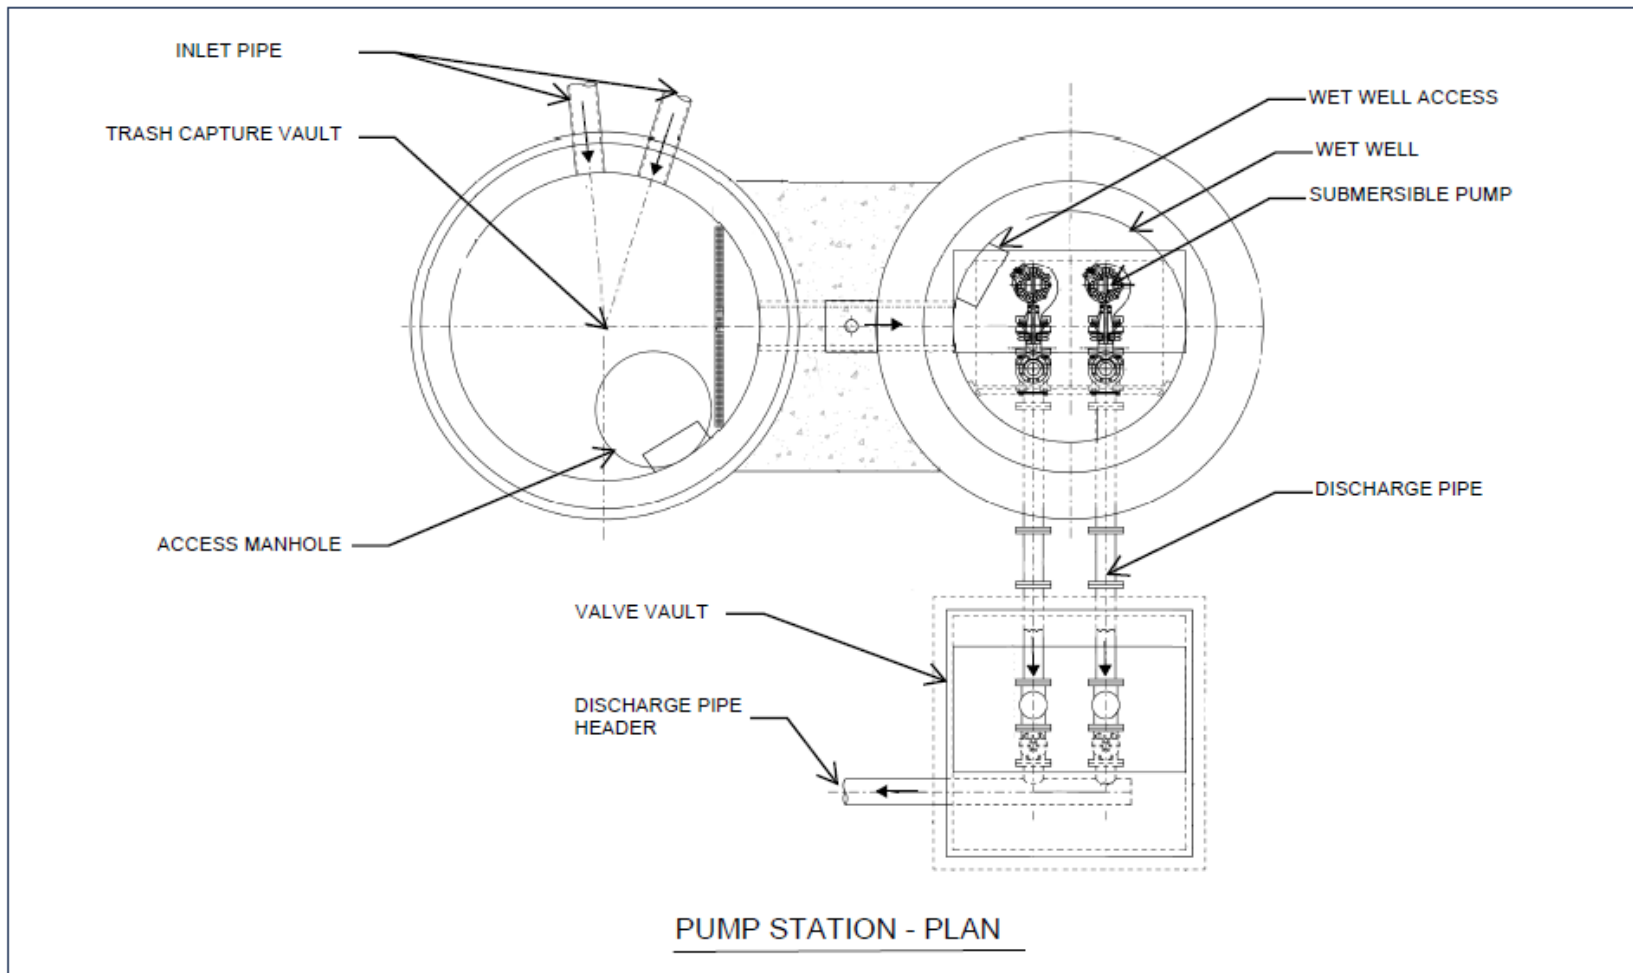 INLET PIPE
TRASH CAPTURE VAULT
WET WELL ACCESS
WET WELL
SUBMERSIBLE PUMP
DISCHARGE PIPE
ACCESS MANHOLE
VALVE VAULT
DISCHARGE PIPE
HEADER
PUMP STATION - PLAN